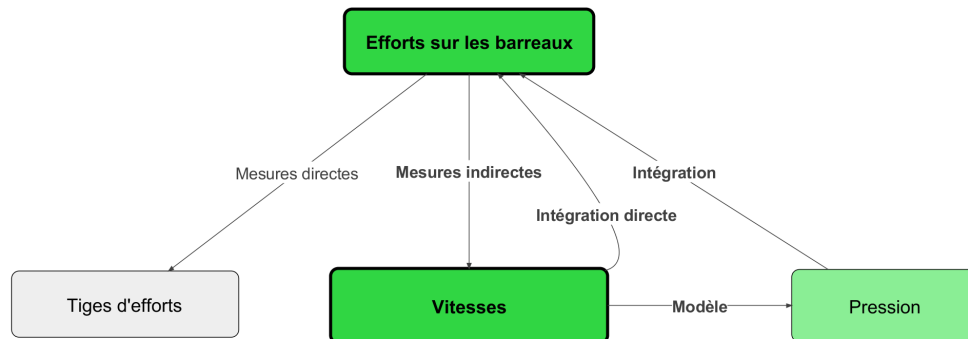 Efforts sur les barreaux
Mesures directes
Mesures indirectes
Intégration
Intégration directe
Tiges d'efforts
Vitesses
Modèle
Pression